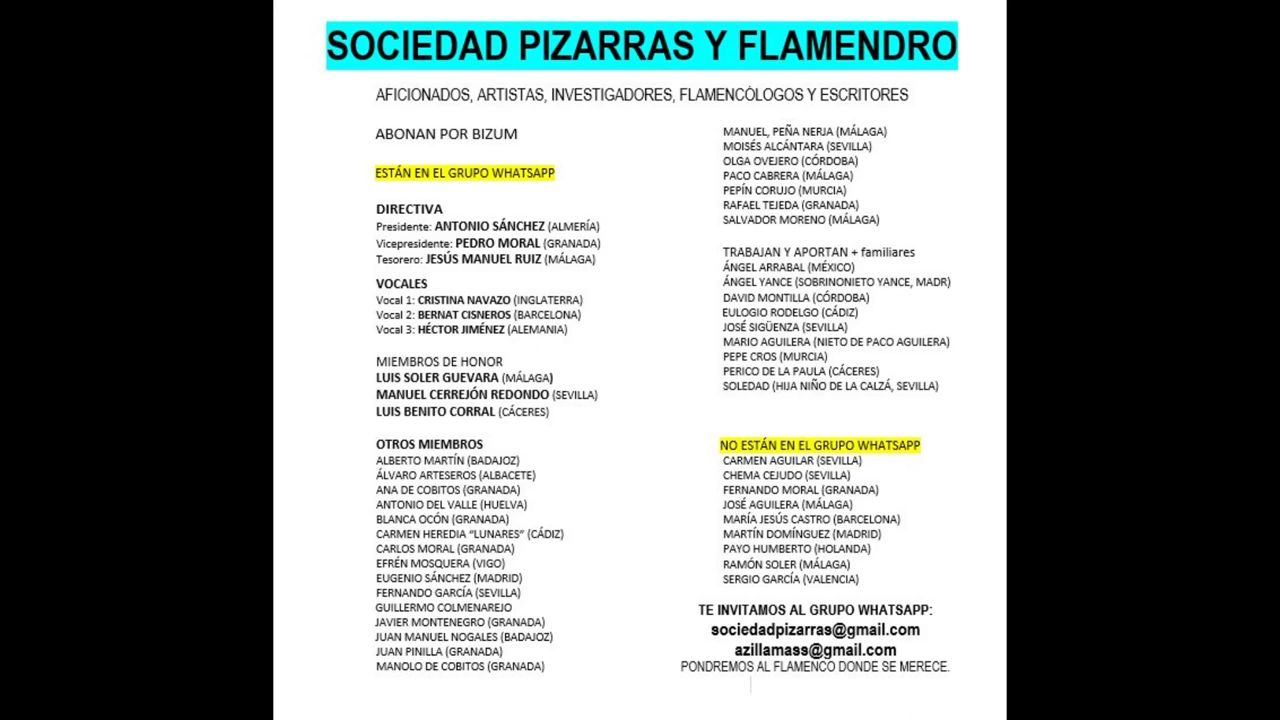 SOCIEDAD PIZARRAS Y FLAMENDRO
AFICIONADOS, ARTISTAS, INVESTIGADORES, FLAMENCÓLOGOS Y ESCRITORES
ABONAN POR BIZUM
ESTÁN EN EL GRUPO WHATSAPP
DIRECTIVA
Presidente: ANTONIO SÁNCHEZ (ALMERÍA)
Vicepresidente: PEDRO MORAL (GRANADA)
Tesorero: JESÚS MANUEL RUIZ (MÁLAGA)
VOCALES
Vocal 1: CRISTINA NAVAZO (INGLATERRA)
Vocal 2: BERNAT CISNEROS (BARCELONA)
Vocal 3: HÉCTOR JIMÉNEZ (ALEMANIA)
MIEMBROS DE HONOR
LUIS SOLER GUEVARA (MÁLAGA)
MANUEL CERREJÓN REDONDO (SEVILLA)
LUIS BENITO CORRAL (CÁCERES)
OTROS MIEMBROS
ALBERTO MARTÍN (BADAJOZ)
ÁLVARO ARTESEROS (ALBACETE)
ANA DE COBITOS (GRANADA)
ANTONIO DEL VALLE (HUELVA)
BLANCA OCÓN (GRANADA)
CARMEN HEREDIA “LUNARES” (CÁDIZ)
CARLOS MORAL (GRANADA)
EFRÉN MOSQUERA (VIGO)
EUGENIO SÁNCHEZ (MADRID)
FERNANDO GARCÍA (SEVILLA)
GUILLERMO COLMENAREJO
JAVIER MONTENEGRO (GRANADA)
JUAN MANUEL NOGALES (BADAJOZ)
JUAN PINILLA (GRANADA)
MANOLO DE COBITOS (GRANADA)
MANUEL, PEÑA NERJA (MÁLAGA)
MOISÉS ALCÁNTARA (SEVILLA)
OLGA OVEJERO (CÓRDOBA)
PACO CABRERA (MÁLAGA)
PEPÍN CORUJO (MURCIA)
RAFAEL TEJEDA (GRANADA)
SALVADOR MORENO (MÁLAGA)
TRABAJAN Y APORTAN + familiares
ÁNGEL ARRABAL (MÉXICO)
ÁNGEL YANCE (SOBRINONIETO YANCE, MADR)
DAVID MONTILLA (CÓRDOBA)
EULOGIO RODELGO (CÁDIZ)
JOSÉ SIGÜENZA (SEVILLA)
MARIO AGUILERA (NIETO DE PACO AGUILERA)
PEPE CROS (MURCIA)
PERICO DE LA PAULA (CÁCERES)
SOLEDAD (HIJA NIÑO DE LA CALZÁ, SEVILLA)
NO ESTÁN EN EL GRUPO WHATSAPP
CARMEN AGUILAR (SEVILLA)
CHEMA CEJUDO (SEVILLA)
FERNANDO MORAL (GRANADA)
JOSÉ AGUILERA (MÁLAGA)
MARÍA JESÚS CASTRO (BARCELONA)
MARTÍN DOMÍNGUEZ (MADRID)
PAYO HUMBERTO (HOLANDA)
RAMÓN SOLER (MÁLAGA)
SERGIO GARCÍA (VALENCIA)
TE INVITAMOS AL GRUPO WHATSAPP:
sociedadpizarras@gmail.com
azillamass@gmail.com
PONDREMOS AL FLAMENCO DONDE SE MERECE.